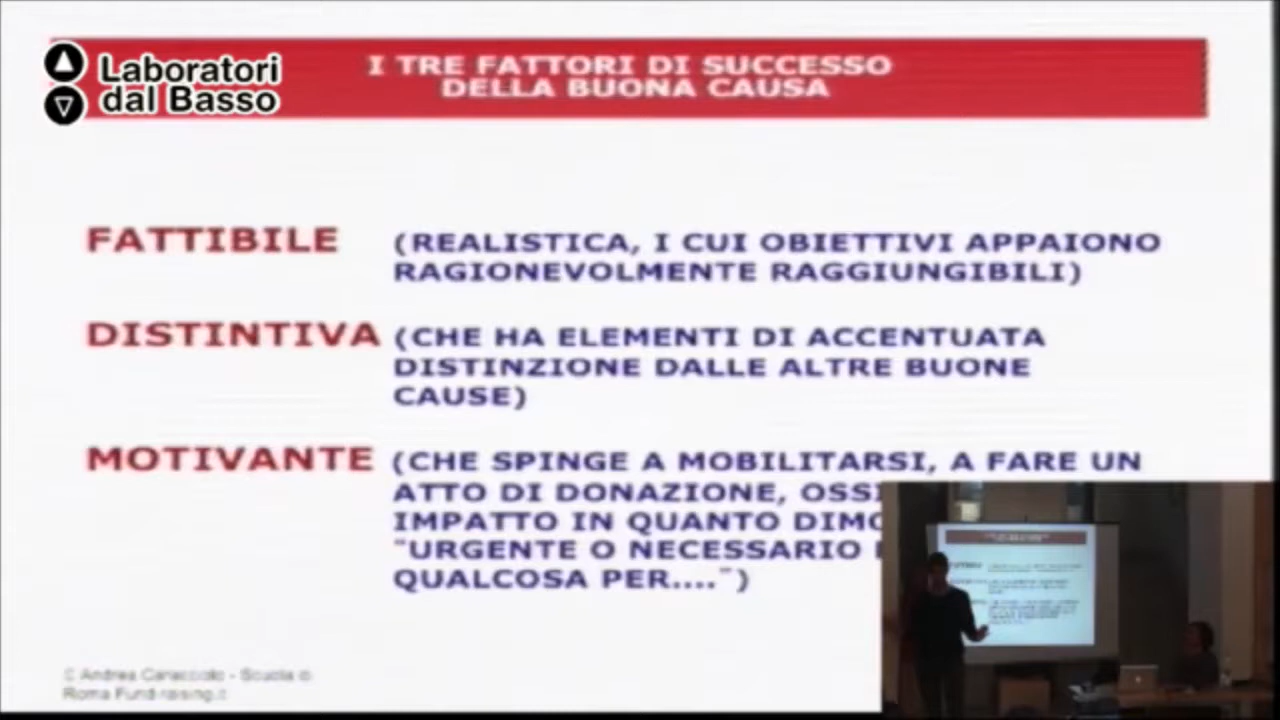 Laboratori
dal Basso
I TRE FATTORI DI SUCCESSO
DELLA BUONA CAUSA
FATTIBILE (REALISTICA, I CUI OBIETTIVI APPAIONO
RAGIONEVOLMENTE RAGGIUNGIBILI)
DISTINTIVA (CHE HA ELEMENTI DI ACCENTUATA
DISTINZIONE DALLE ALTRE BUONE
CAUSE)
MOTIVANTE (CHE SPINGE A MOBILITARSI, A FARE UN
ATTO DI DONAZIONE,
IMPATTO IN QUANTO
"URGENTE O NECESSARIO
QUALCOSA PER....")
© Andrea Caracciolo - Scuola di
Roma Fund-raising.it